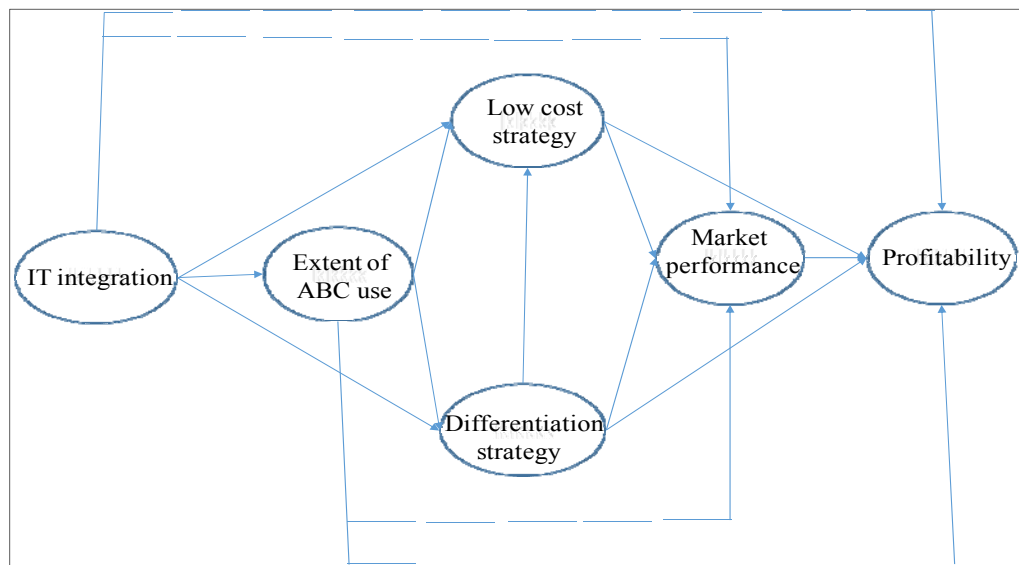 Low cost
strategy
IT integration
Extent of
ABC use
Market
performance
Profitability
Differentiation
strategy